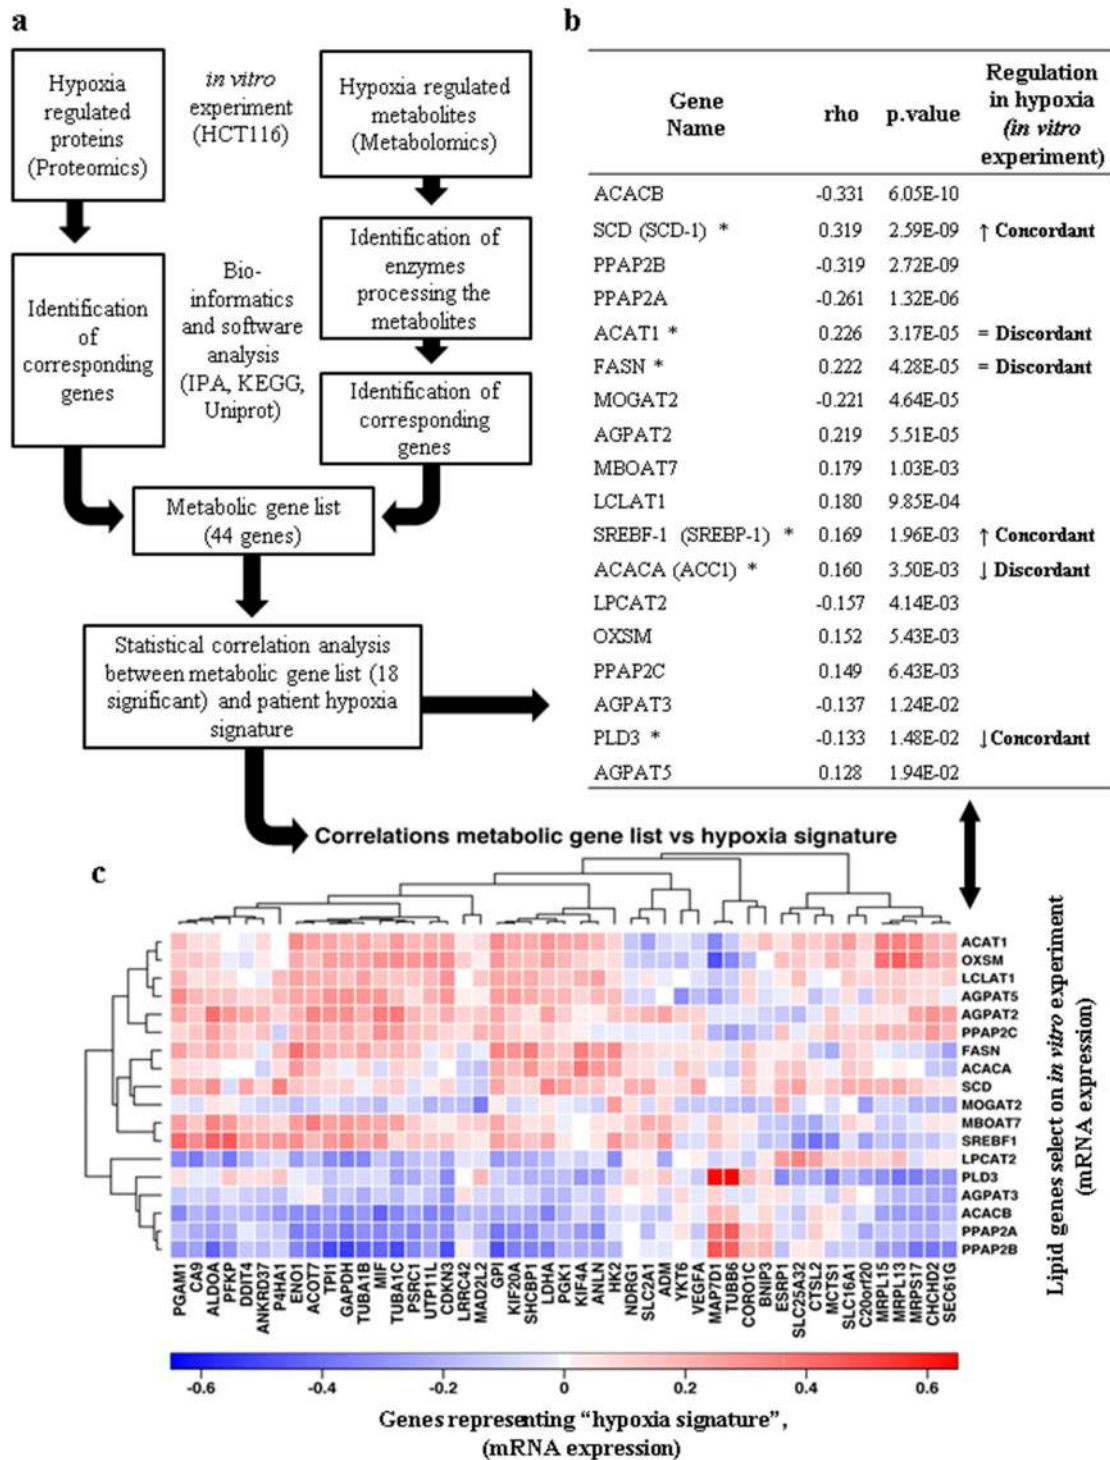 a
Hypoxia
regulated
proteins
(Proteomics)
in vitro
experiment
(HCT116)
Hypoxia regulated
metabolites
(Metabolomics)
Identification
of
corresponding
genes
Bio-
informatics
and software
analysis
(IPA, KEGG,
Uniprot)
Identification of
enzymes
processing the
metabolites
Identification of
corresponding
genes
Metabolic gene list
(44 genes)
Statistical correlation analysis
between metabolic gene list (18
significant) and patient hypoxia
signature
b
Gene
Name
rho
p.value
Regulation
in hypoxia
(in vitro
experiment)
ACACB -0.331 6.05E-10
SCD (SCD-1) * 0.319 2.59E-09 ↑ Concordant
PPAP2B -0.319 2.72E-09
PPAP2A -0.261 1.32E-06
ACAT1 * 0.226 3.17E-05 = Discordant
FASN * 0.222 4.28E-05 = Discordant
MOGAT2 -0.221 4.64E-05
AGPAT2 0.219 5.51E-05
MBOAT7 0.179 1.03E-03
LCLAT1 0.180 9.85E-04
SREBF-1 (SREBP-1) * 0.169 1.96E-03 ↑ Concordant
ACACA (ACC1) * 0.160 3.50E-03 ↓ Discordant
LPCAT2 -0.157 4.14E-03
OXSM 0.152 5.43E-03
PPAP2C 0.149 6.43E-03
AGPAT3 -0.137 1.24E-02
PLD3 * -0.133 1.48E-02 ↓ Concordant
AGPAT5 0.128 1.94E-02
Correlations metabolic gene list vs hypoxia signature
c
ACAT1
OXSM
LCLAT1
AGPAT5
AGPAT2
PPAP2C
FASN
ACACA
SCD
MOGAT2
MBOAT7
SREBF1
LPCAT2
PLD3
AGPAT3
ACACB
PPAP2A
PPAP2B
Lipid genes select on in vitro experiment
(mRNA expression)
PGAM1
CA9
ALDOA
PFKP
DDIT4
ANKRD37
P4HA1
ENO1
ACOT7
TPI1
GAPDH
TUBA1B
MIF
TUBA1C
PSRC1
UTP11L
CDKN3
LRRC42
MAD2L2
GPI
KIF20A
SHCBP1
LDHA
PGK1
KIF4A
ANLN
HK2
NDRG1
SLC2A1
ADM
YKT6
VEGFA
MAP7D1
TUBB6
CORO1C
BNIP3
ESRP1
SLC25A32
CTSL2
MCTS1
SLC16A1
C20orf20
MRPL15
MRPL13
MRPS17
CHCHD2
SEC61G
-0.6 -0.4 -0.2 0 0.2 0.4 0.6
Genes representing “hypoxia signature”,
(mRNA expression)